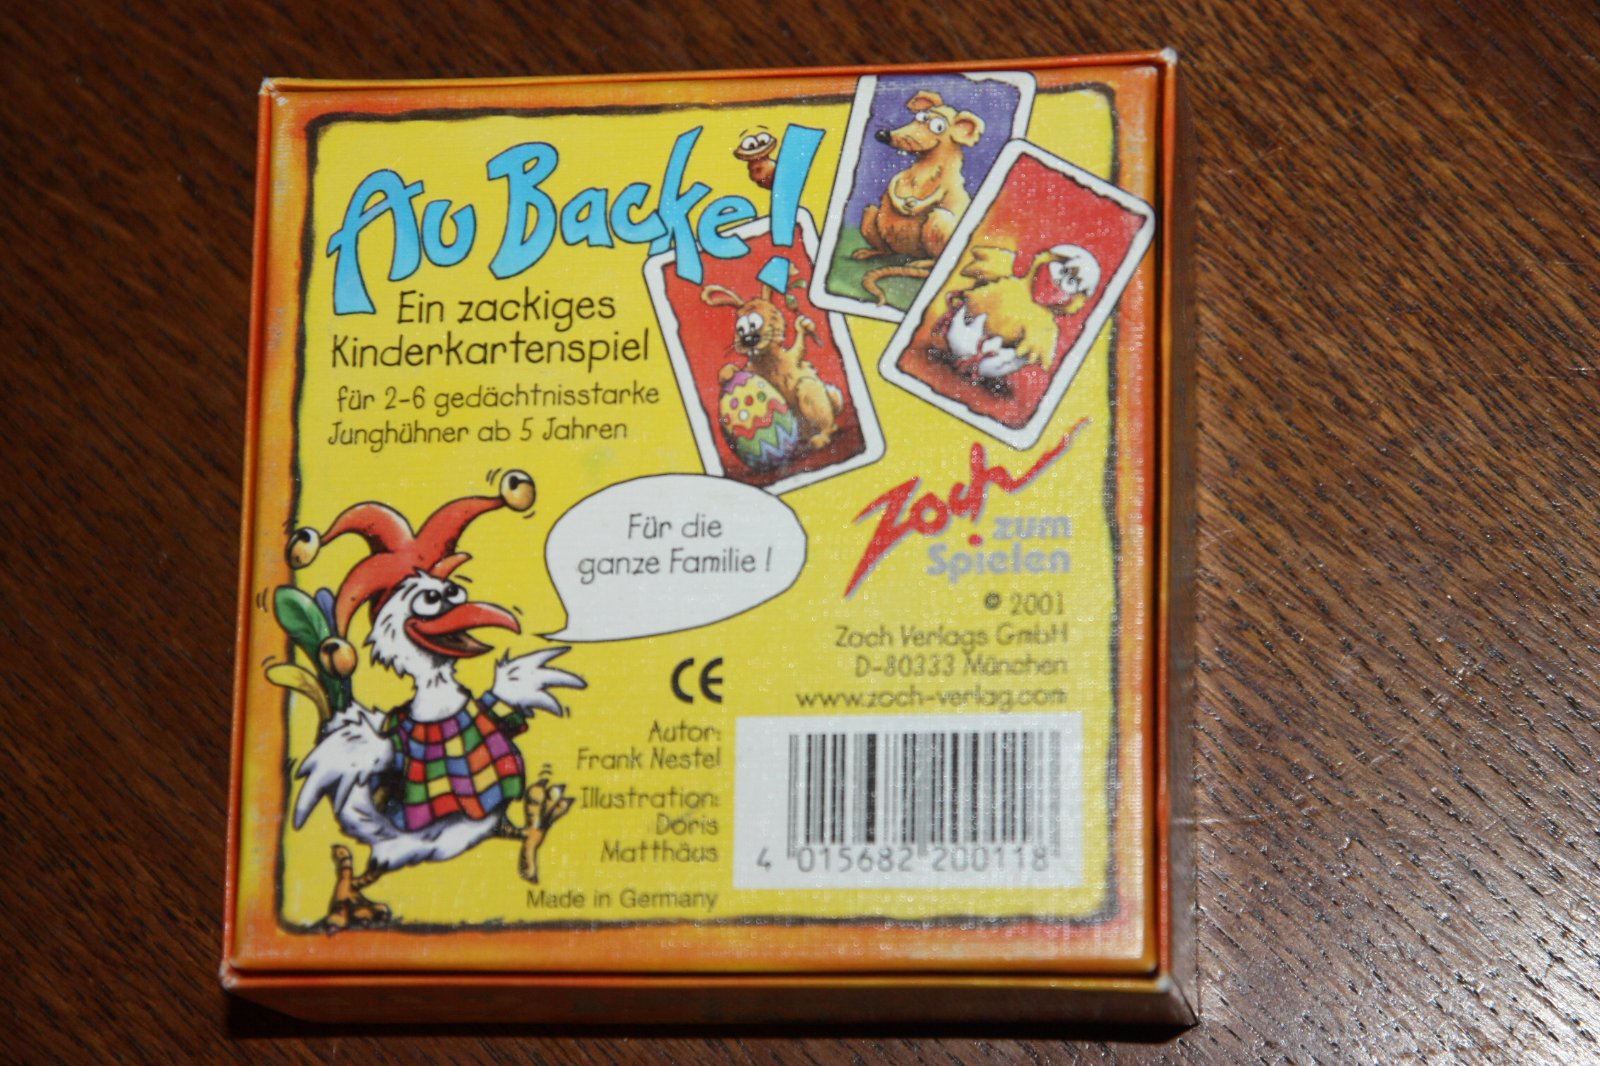 Au Backe!
Ein zackiges
Kinderkartenspiel
für 2-6 gedächtnisstarke
Junghühner ab 5 Jahren
Für die
ganze Familie !
Zoch
zum
Spielen
© 2001
Zoch Verlags GmbH
D-80333 München
www.zoch-verlag.com
CE
Autor:
Frank Nestel
Illustration:
Doris
Matthäus
Made in Germany
4 015682 200118